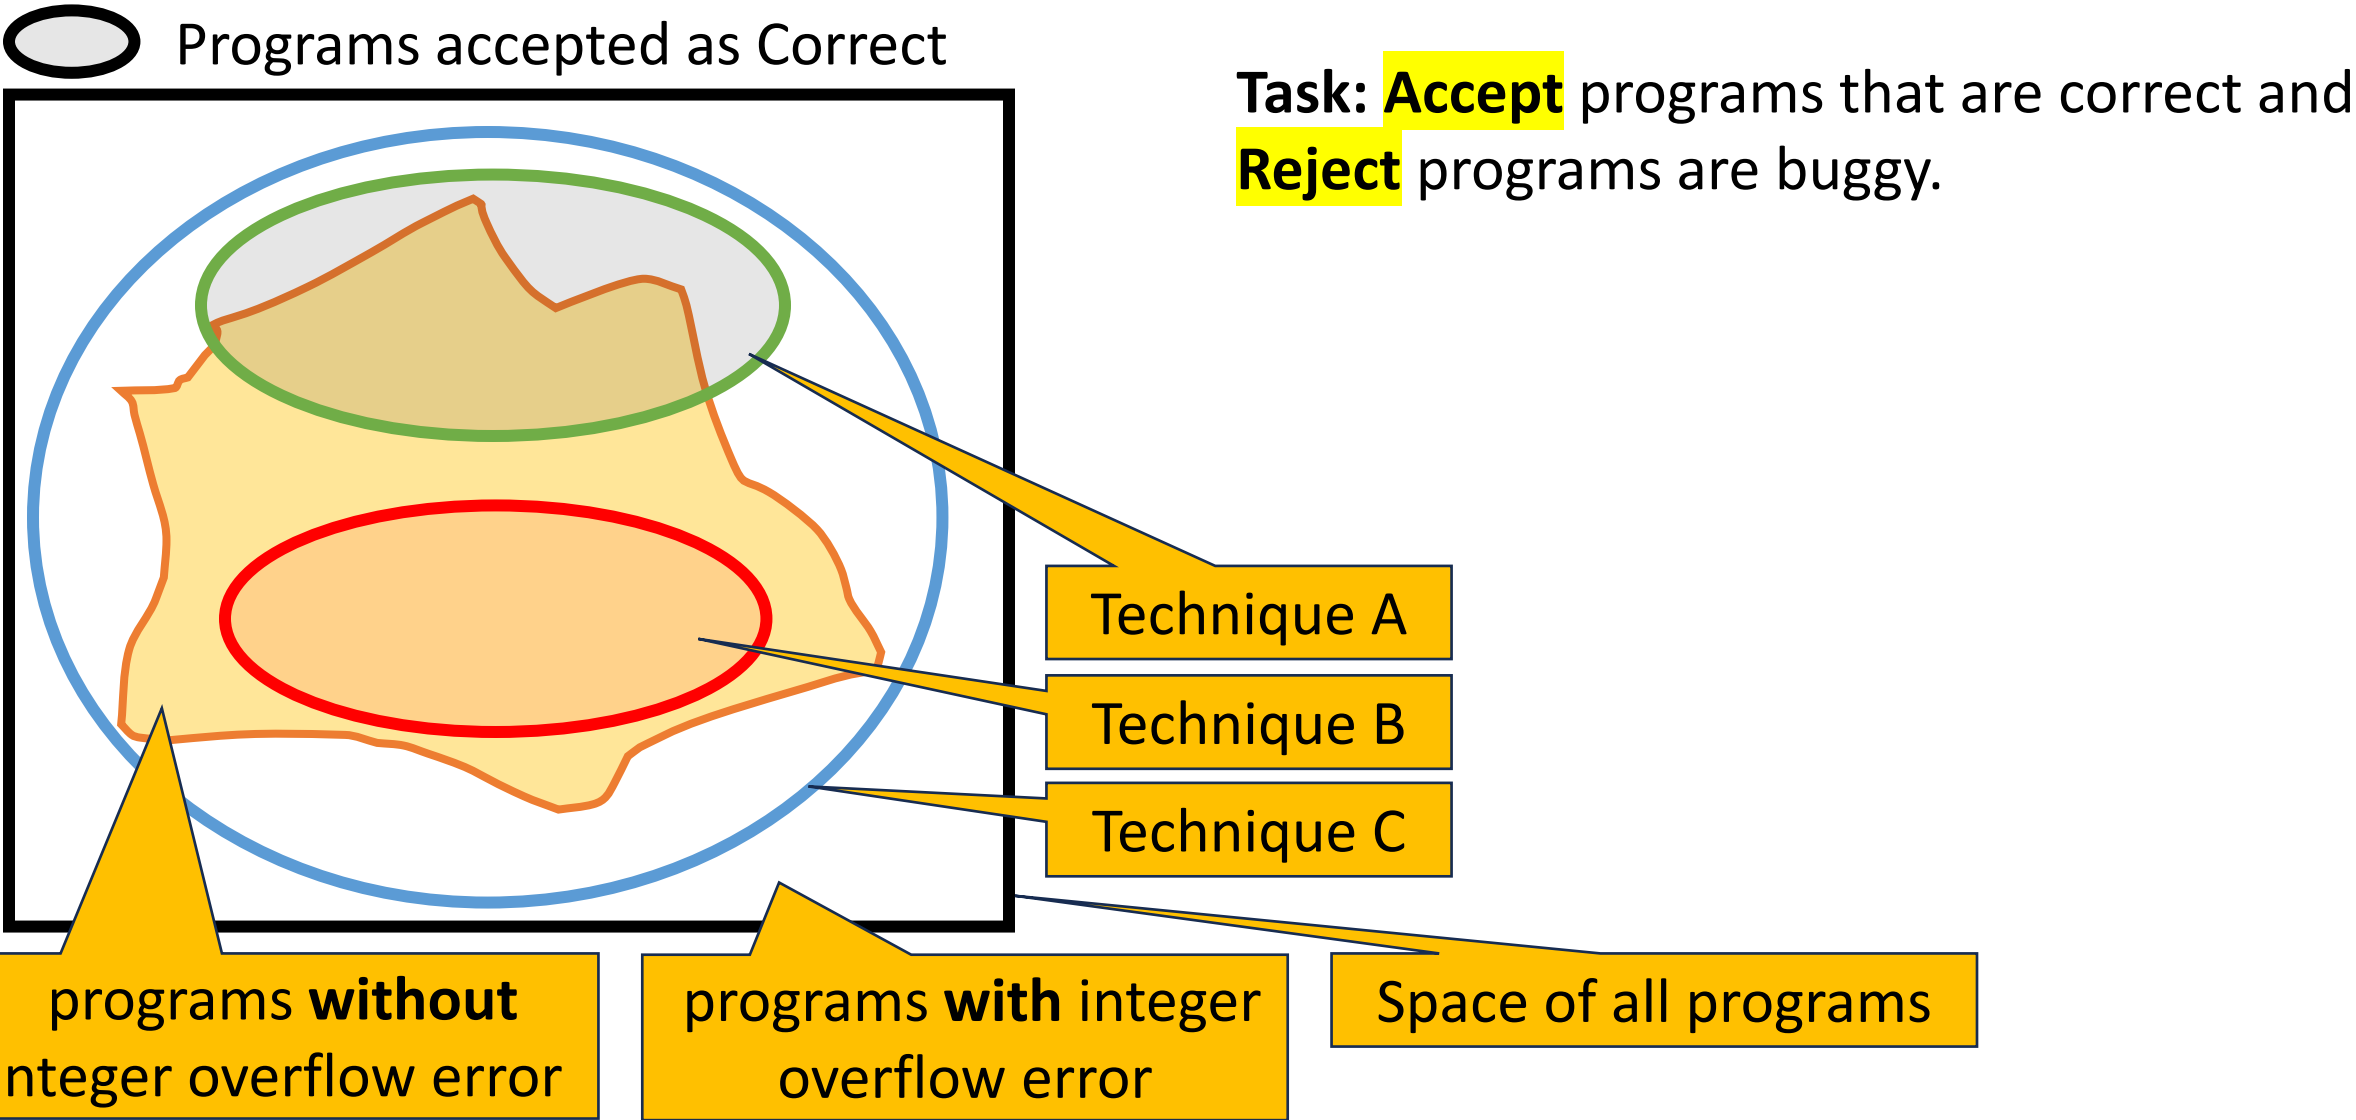 Programs accepted as Correct
Task: Accept programs that are correct and
Reject programs are buggy.
Technique A
Technique B
Technique C
programs without
nteger overflow error
programs with integer
overflow error
Space of all programs